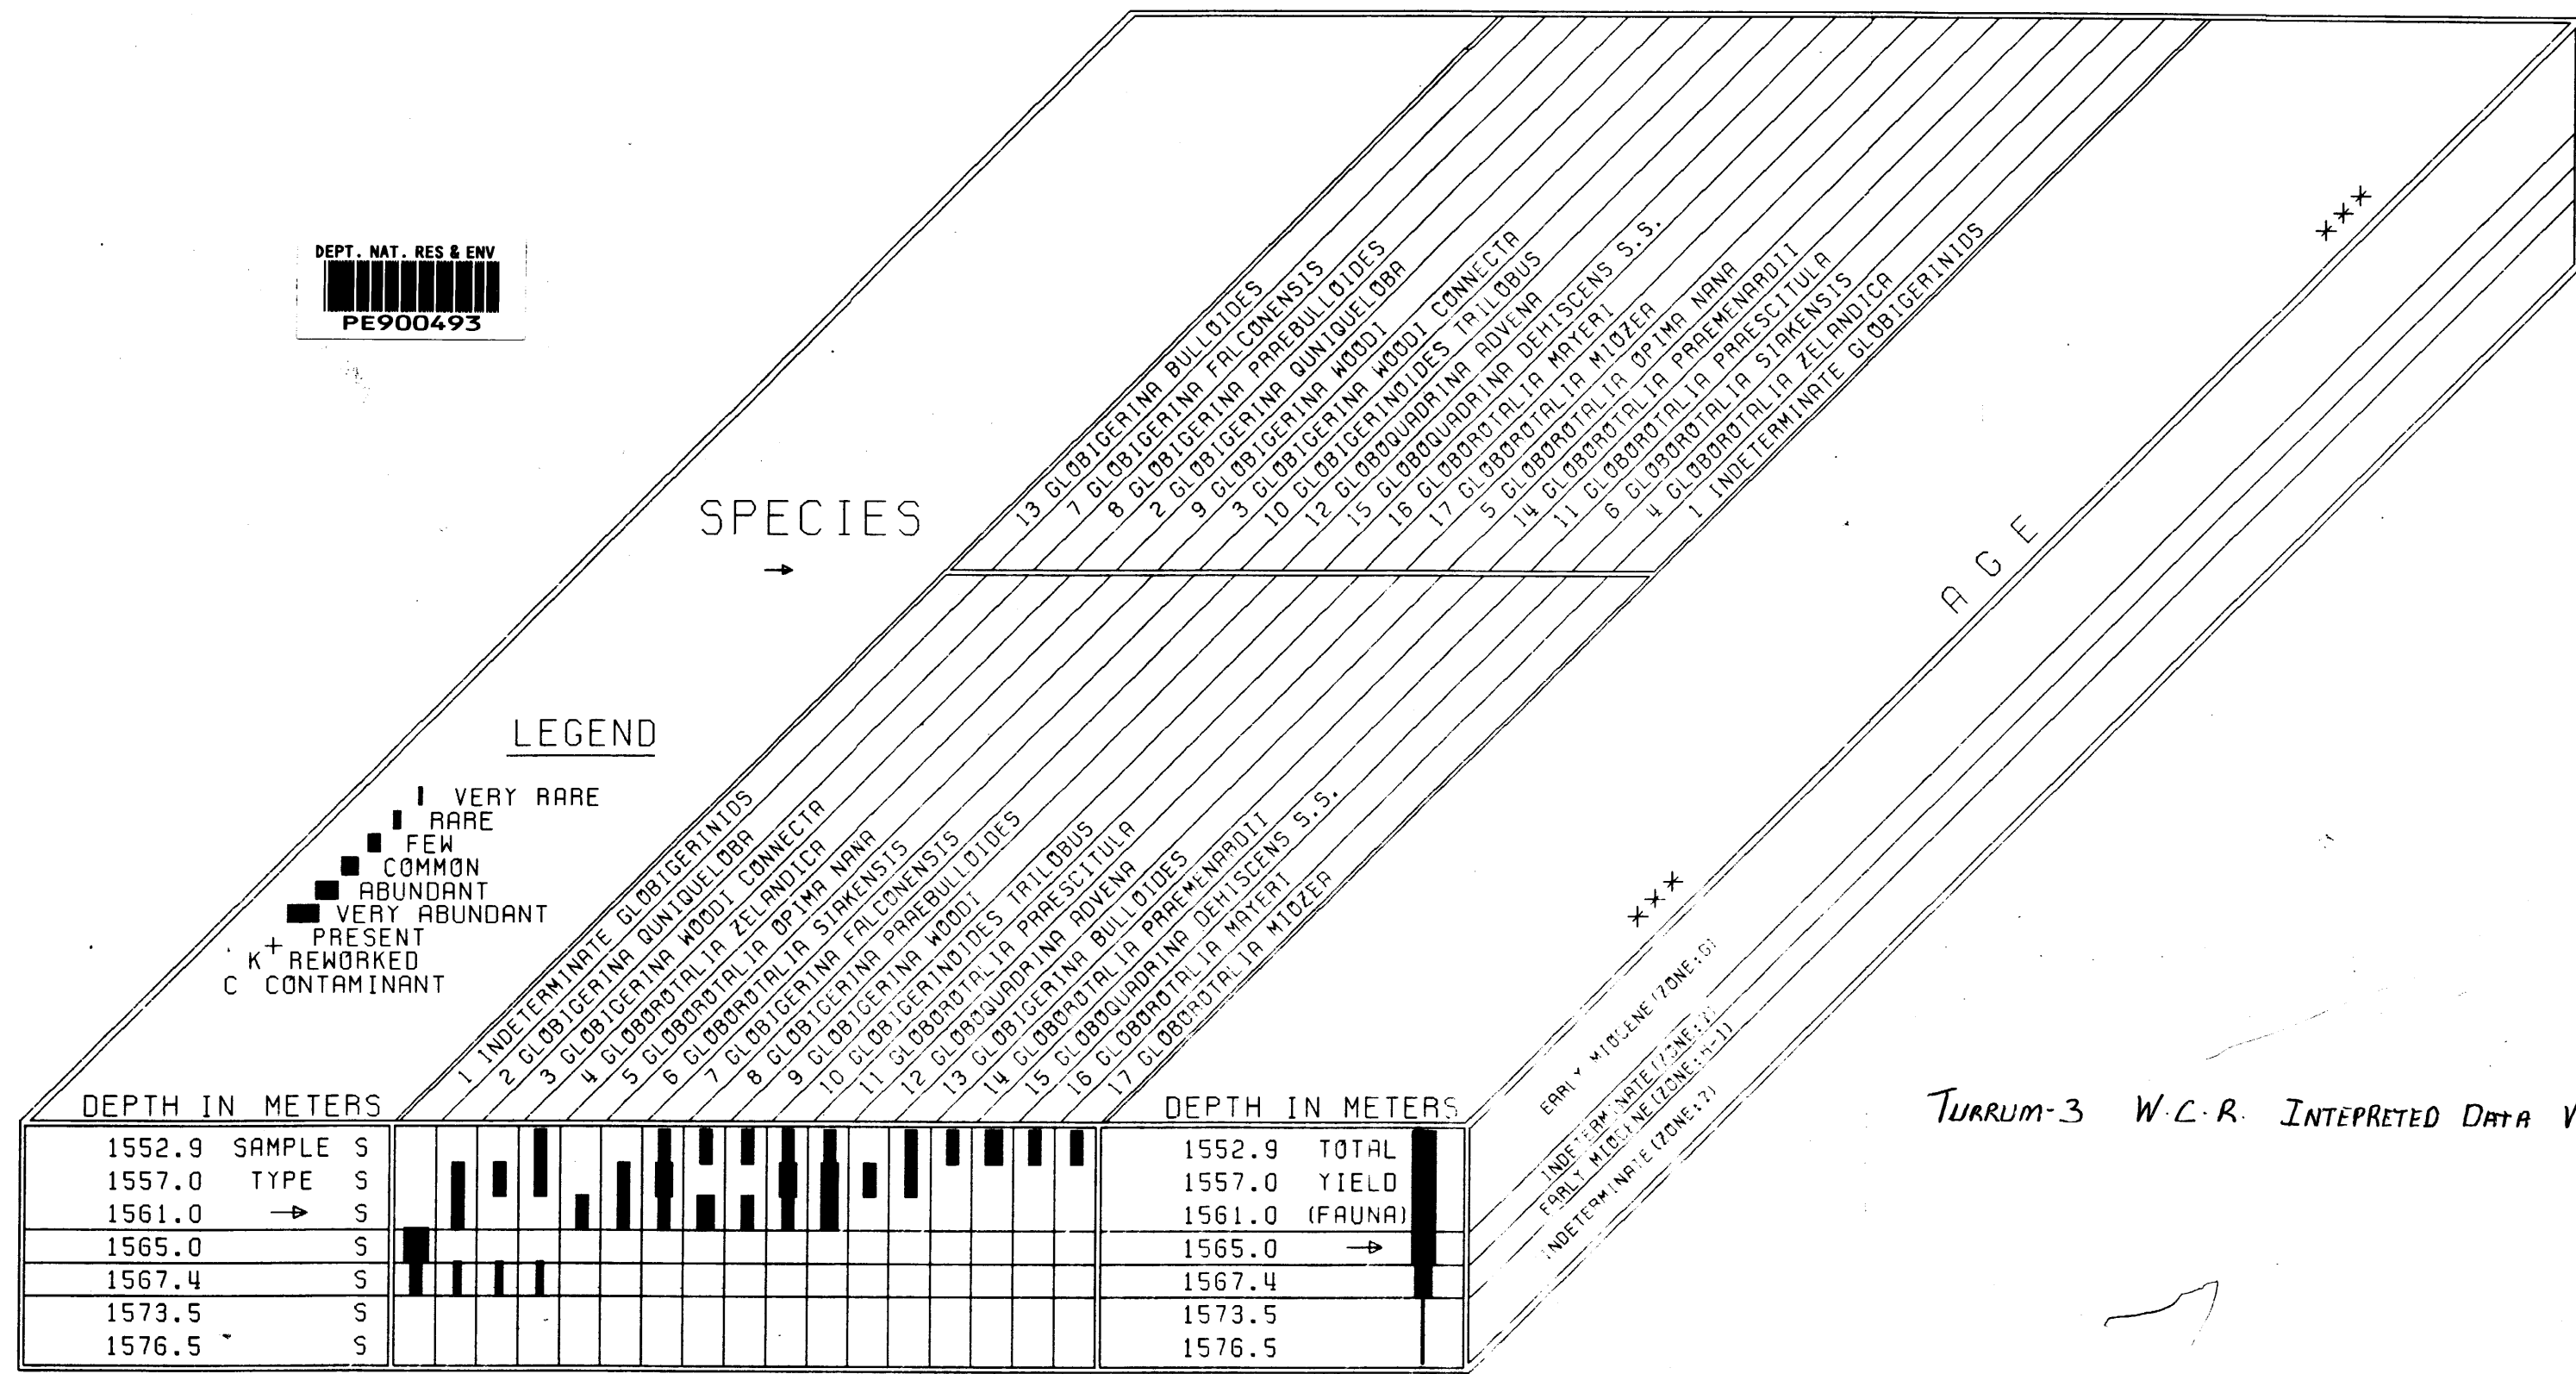 DEPT. NAT. RES & ENV
PE900493
SPECIES
→
13 GLOBIGERINA BULLOIDES
7 GLOBIGERINA FALCONENSIS
8 GLOBIGERINA PRAEBULLOIDES
2 GLOBIGERINA QUNIQUELOBA
9 GLOBIGERINA WOODI
3 GLOBIGERINA WOODI CONNECTA
10 GLOBIGERINOIDES TRILOBUS
12 GLOBOQUADRINA ADVENA
15 GLOBOQUADRINA DEHISCENS S.S.
16 GLOBOROTALIA MAYERI
17 GLOBOROTALIA MIOZEA
5 GLOBOROTALIA OPIMA NANA
14 GLOBOROTALIA PRAEMENARDII
11 GLOBOROTALIA PRAESCITULA
6 GLOBOROTALIA SIAKENSIS
4 GLOBOROTALIA ZELANDICA
1 INDETERMINATE GLOBIGERINIDS
***
AGE
***
LEGEND
VERY RARE
RARE
FEW
COMMON
ABUNDANT
VERY ABUNDANT
+ PRESENT
K REWORKED
C CONTAMINANT
1 INDETERMINATE GLOBIGERINIDS
2 GLOBIGERINA QUNIQUELOBA
3 GLOBIGERINA WOODI CONNECTA
4 GLOBOROTALIA ZELANDICA
5 GLOBOROTALIA OPIMA NANA
6 GLOBOROTALIA SIAKENSIS
7 GLOBIGERINA FALCONENSIS
8 GLOBIGERINA PRAEBULLOIDES
9 GLOBIGERINA WOODI
10 GLOBIGERINOIDES TRILOBUS
11 GLOBOROTALIA PRAESCITULA
12 GLOBOQUADRINA ADVENA
13 GLOBIGERINA BULLOIDES
14 GLOBOROTALIA PRAEMENARDII
15 GLOBOQUADRINA DEHISCENS S.S.
16 GLOBOROTALIA MAYERI
17 GLOBOROTALIA MIOZEA
EARLY MIOCENE (ZONE:G)
INDETERMINATE (ZONE:
EARLY MIOCENE (ZONE:H-1)
INDETERMINATE (ZONE:?)
DEPTH IN METERS
1552.9 SAMPLE S
1557.0 TYPE S
1561.0 → S
1565.0 S
1567.4 S
1573.5 S
1576.5 S
DEPTH IN METERS
1552.9 TOTAL
1557.0 YIELD
1561.0 (FAUNA)
1565.0 →
1567.4
1573.5
1576.5
TURRUM-3 W.C.R. INTEPRETED DATA V